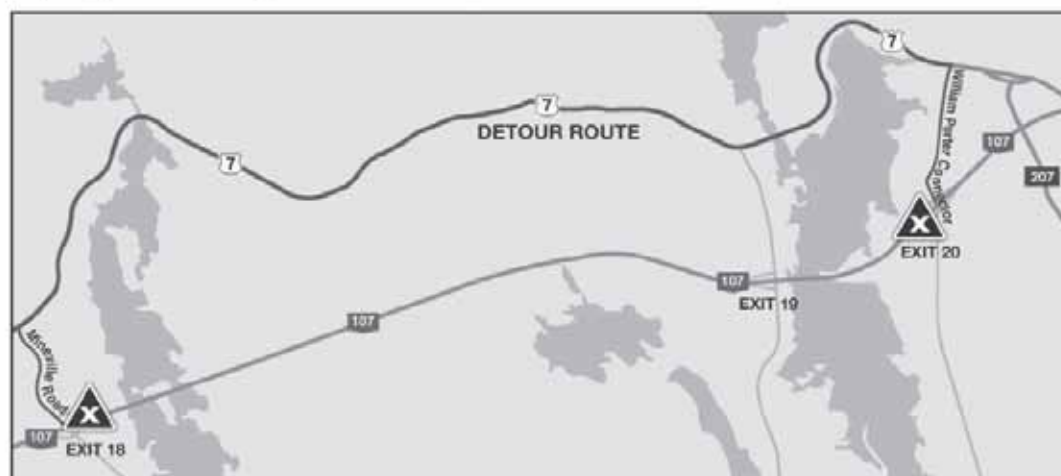 7
7
DETOUR ROUTE
7
William Porter Connector
107
207
X
EXIT 20
107
EXIT 19
107
Mineville Road
X
107
EXIT 18